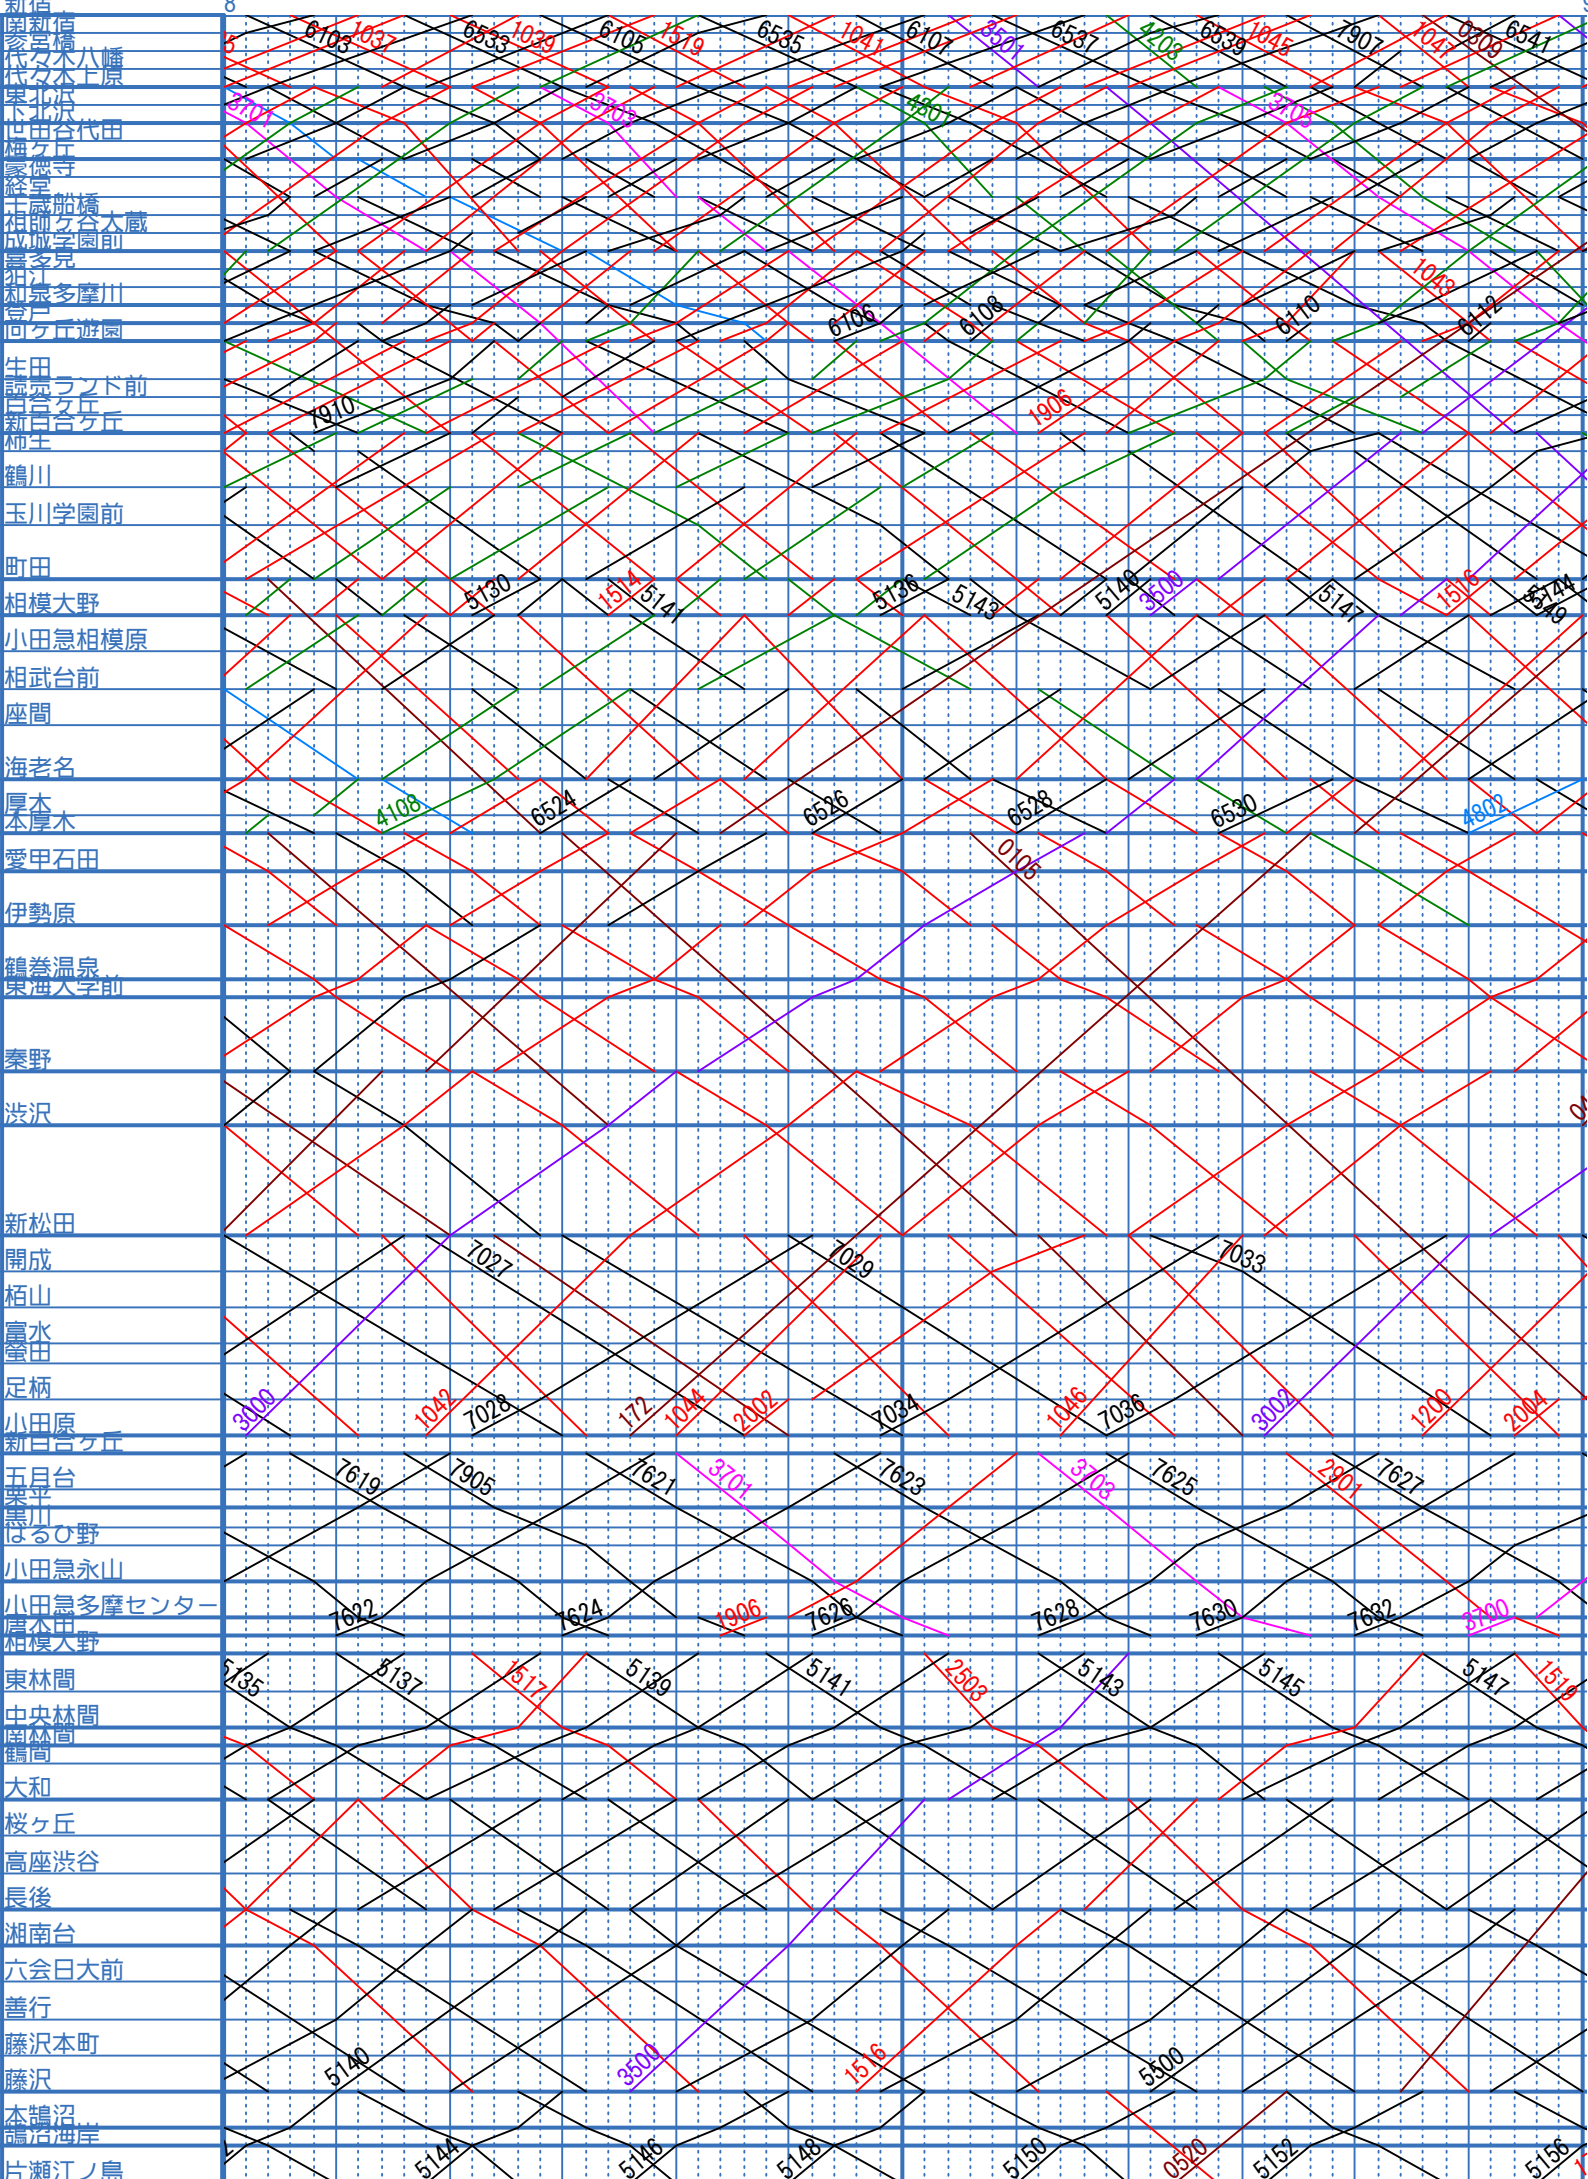 新宿 8
南新宿
参宮橋 5 6103 1037 6533 1039 6105 1519 6535 1041 6107 3501 6537 4203 6539 1045 7907 1047 0309 6541
代々木八幡
代々木上原
東北沢
下北沢 3701 3703 4301 3705
世田谷代田
梅ヶ丘
豪徳寺
経堂
千歳船橋
祖師ヶ谷大蔵
成城学園前
喜多見
狛江 1043
和泉多摩川
登戸
向ヶ丘遊園 6706 6108 6110 6112
生田
読売ランド前
百合ヶ丘
新百合ヶ丘 7910 1906
柿生
鶴川
玉川学園前
町田
相模大野 5130 1514 5141 5136 5143 5140 3500 5147 1516 5144 5549
小田急相模原
相武台前
座間
海老名
厚木
本厚木 4108 6524 6526 6528 6530 4802
愛甲石田 0105
伊勢原
鶴巻温泉
東海大学前
秦野
渋沢
新松田
開成 7027 7029 7033
栢山
富水
螢田
足柄
小田原 3000 1042 7028 172 1044 2002 7034 1046 7036 3002 1200 2004
新百合ヶ丘
五月台 7619 7905 7621 3701 7623 3703 7625 2901 7627
栗平
黒川
はるひ野
小田急永山
小田急多摩センター
唐木田 7622 7624 1906 7626 7628 7630 7632 3700
相模大野
東林間 5135 5137 1517 5139 5141 2503 5143 5145 5147 1519
中央林間
南林間
鶴間
大和
桜ヶ丘
高座渋谷
長後
湘南台
六会日大前
善行
藤沢本町
藤沢 5140 3500 1516 5500
本鵠沼
鵠沼海岸
片瀬江ノ島 5144 5146 5148 5150 0520 5152 5156